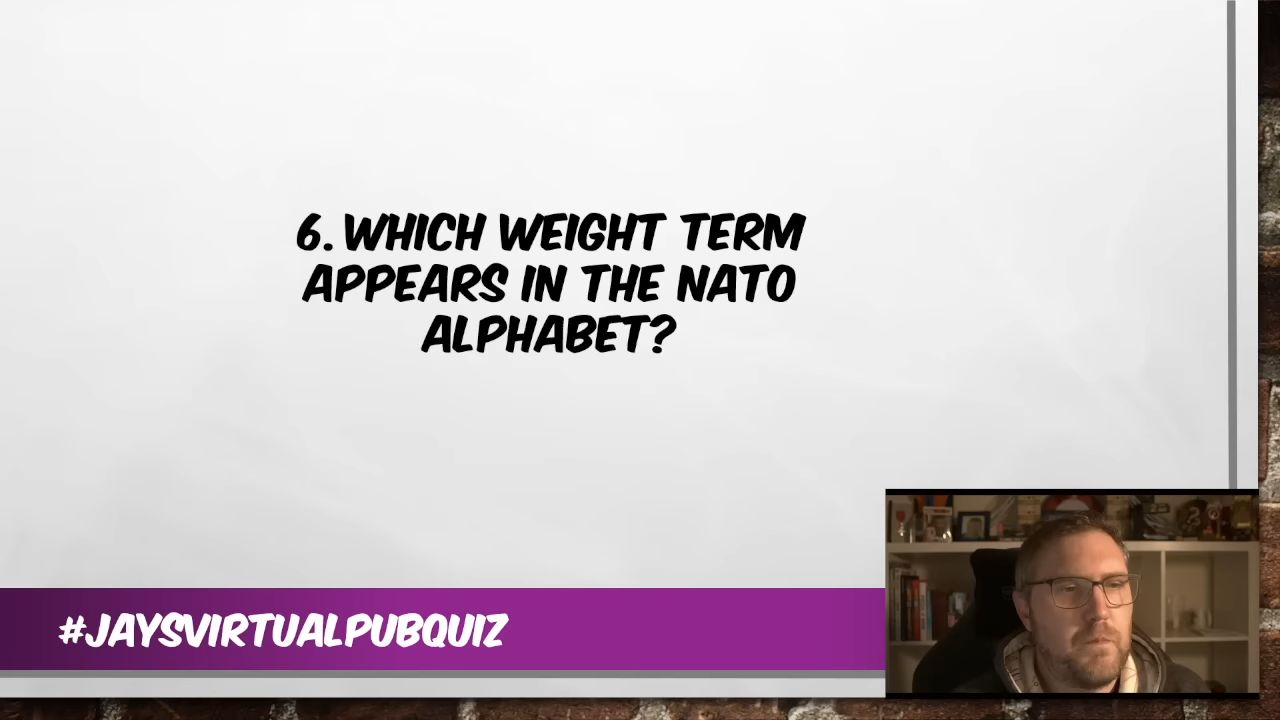 6. WHICH WEIGHT TERM
APPEARS IN THE NATO
ALPHABET?
#JAYSVIRTUALPUBQUIZ